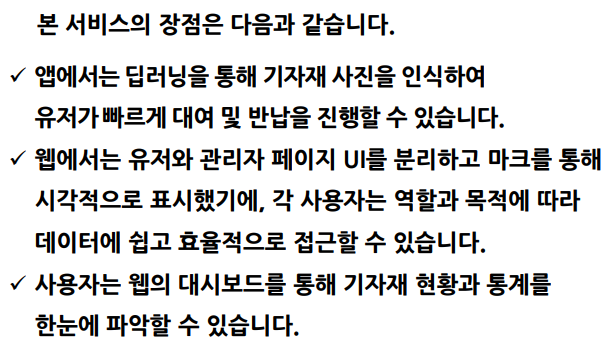 본 서비스의 장점은 다음과 같습니다.
✓ 앱에서는 딥러닝을 통해 기자재 사진을 인식하여
유저가 빠르게 대여 및 반납을 진행할 수 있습니다.
✓ 웹에서는 유저와 관리자 페이지 UI를 분리하고 마크를 통해
시각적으로 표시했기에, 각 사용자는 역할과 목적에 따라
데이터에 쉽고 효율적으로 접근할 수 있습니다.
✓ 사용자는 웹의 대시보드를 통해 기자재 현황과 통계를
한눈에 파악할 수 있습니다.